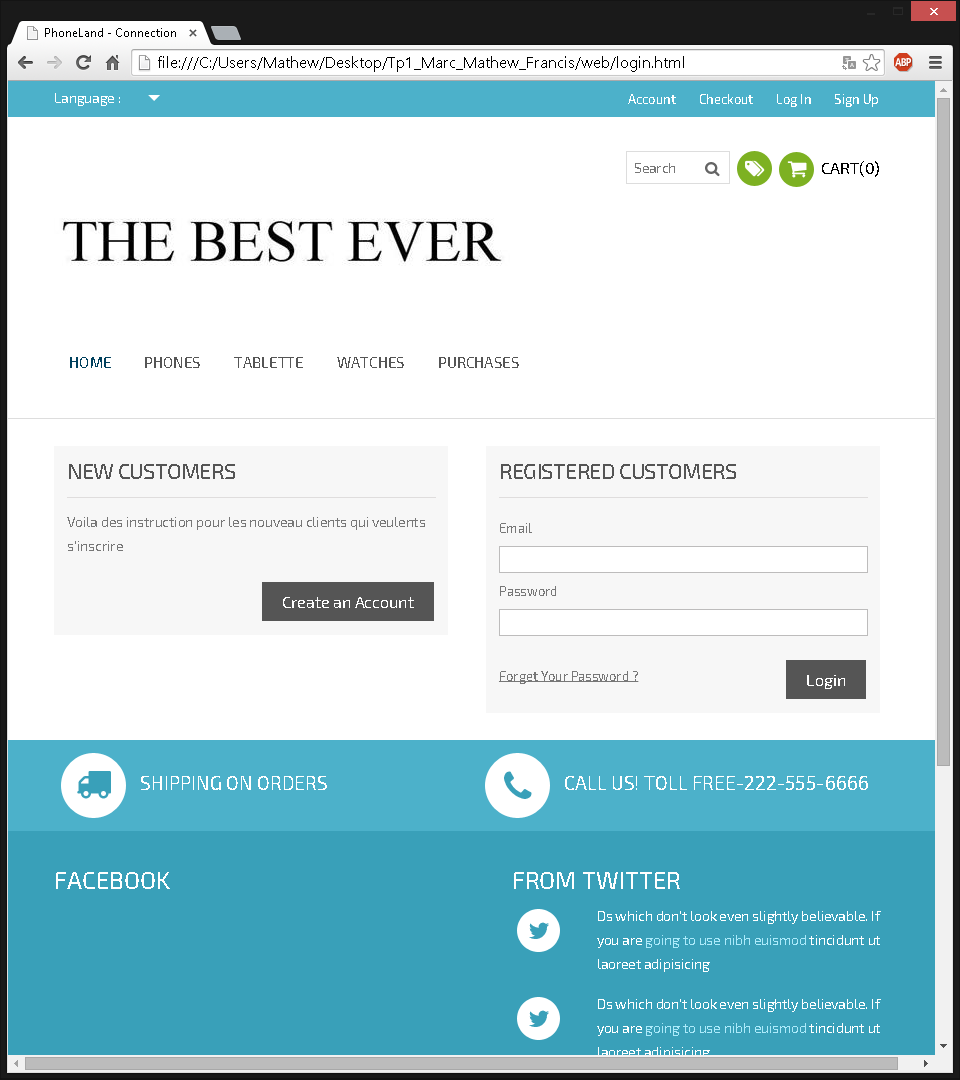 PhoneLand - Connection
file:///C:/Users/Mathew/Desktop/Tp1_Marc_Mathew_Francis/web/login.html
ABP
Language :
Account Checkout Log In Sign Up
Search
CART(0)
THE BEST EVER
HOME PHONES TABLETTE WATCHES PURCHASES
NEW CUSTOMERS
Voila des instruction pour les nouveau clients qui veulents
s'inscrire
Create an Account
REGISTERED CUSTOMERS
Email
Password
Forget Your Password ?
Login
SHIPPING ON ORDERS
CALL US! TOLL FREE-222-555-6666
FACEBOOK
FROM TWITTER
Ds which don't look even slightly believable. If
you are going to use nibh euismod tincidunt ut
laoreet adipisicing
Ds which don't look even slightly believable. If
you are going to use nibh euismod tincidunt ut
laoreet adipisicing